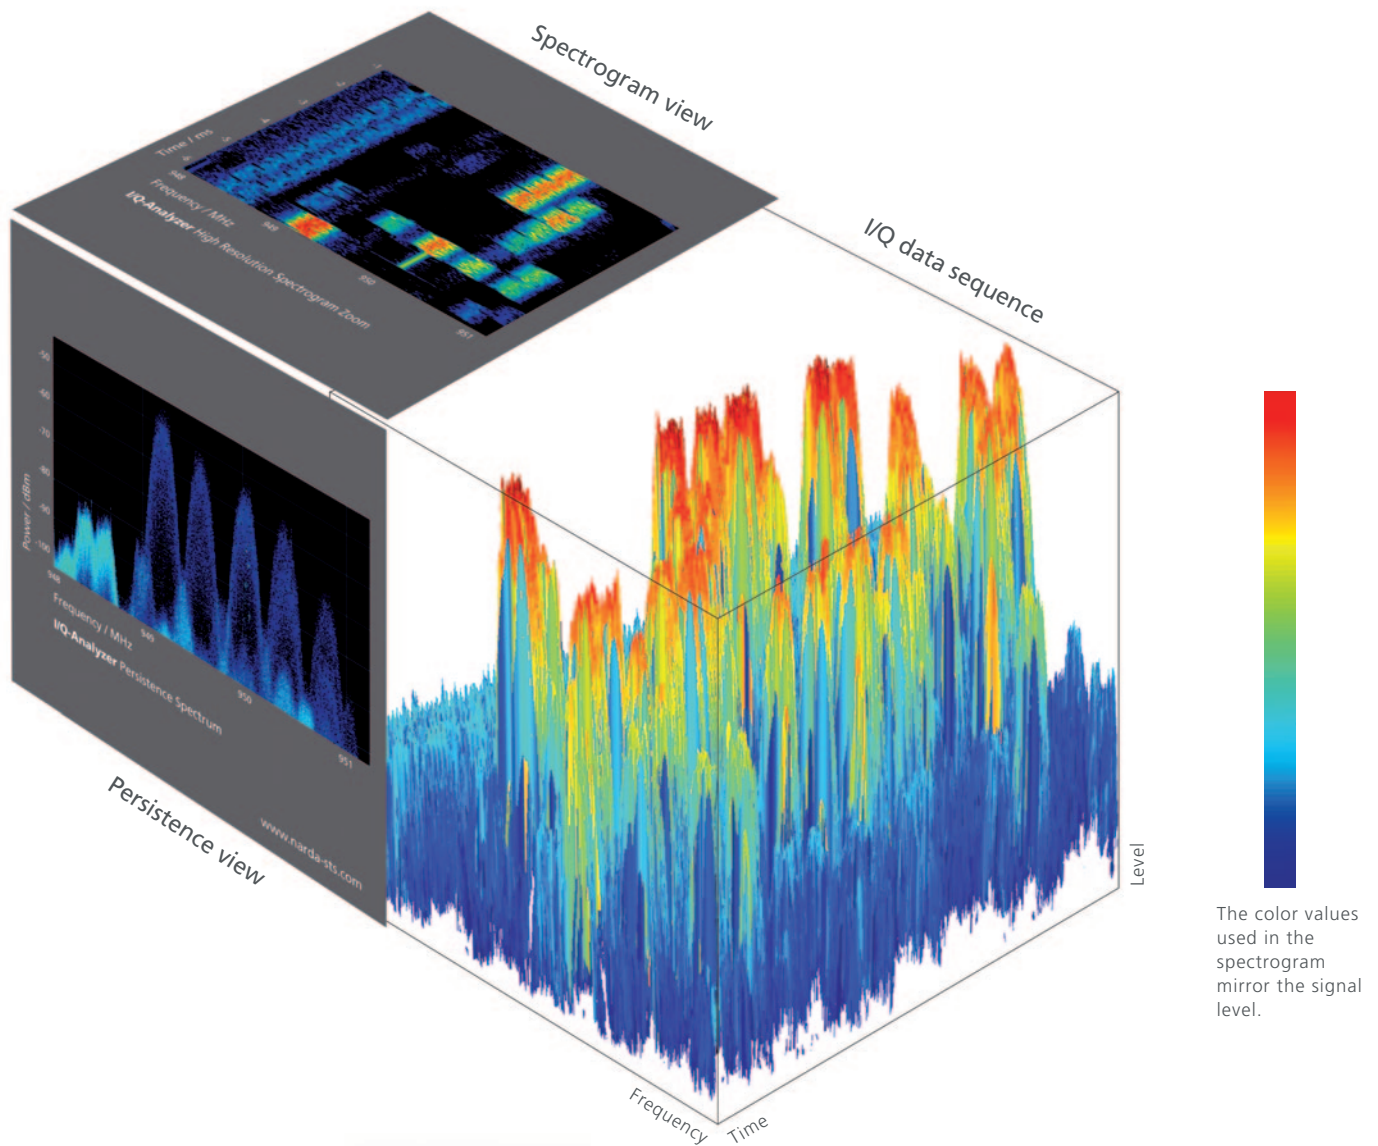 Spectrogram view
Time / ms
948
949
950
951
Frequency / MHz
I/Q-Analyzer High Resolution Spectrogram Zoom
I/Q data sequence
-50
-60
-70
-80
-90
-100
Power / dBm
948
949
950
951
Frequency / MHz
I/Q-Analyzer Persistence Spectrum
www.narda-sts.com
Persistence view
Level
Frequency
Time
The color values
used in the
spectrogram
mirror the signal
level.